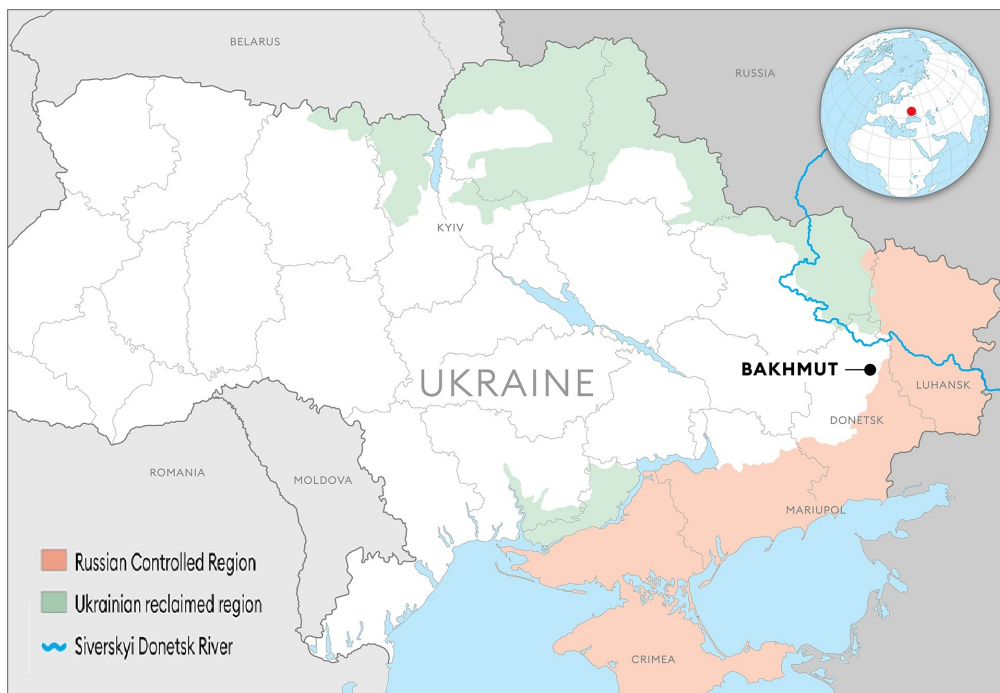 BELARUS
RUSSIA
KYIV
BAKHMUT
UKRAINE
LUHANSK
DONETSK
ROMANIA
MOLDOVA
MARIUPOL
Russian Controlled Region
Ukrainian reclaimed region
Siverskyi Donetsk River
CRIMEA